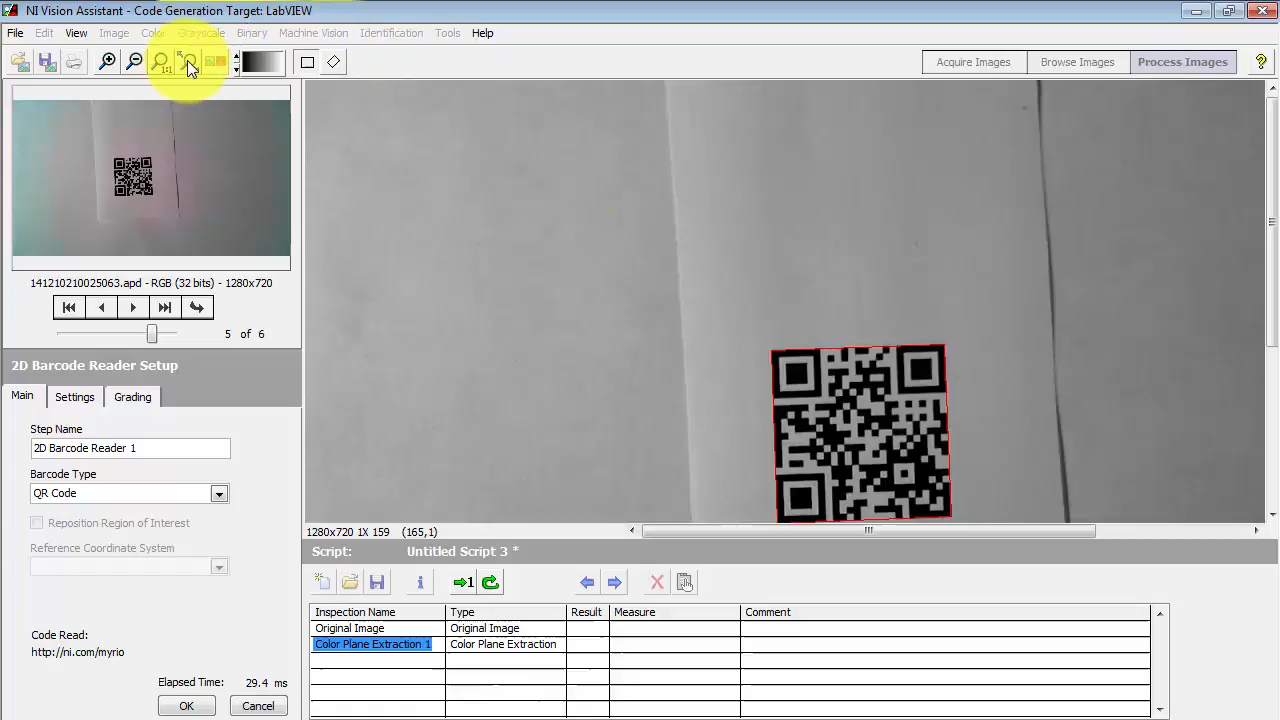 NI Vision Assistant - Code Generation Target: LabVIEW
File Edit View Image Color Grayscale Binary Machine Vision Identification Tools Help
1:1
Acquire Images Browse Images Process Images ?
141210210025063.apd - RGB (32 bits) - 1280x720
5 of 6
2D Barcode Reader Setup
Main Settings Grading
Step Name
2D Barcode Reader 1
Barcode Type
QR Code
Reposition Region of Interest
Reference Coordinate System
Code Read:
http://ni.com/myrio
Elapsed Time: 29.4 ms
OK Cancel
1280x720 1X 159 (165,1)
Script: Untitled Script 3 *
Inspection Name Type Result Measure Comment
Original Image Original Image
Color Plane Extraction 1 Color Plane Extraction